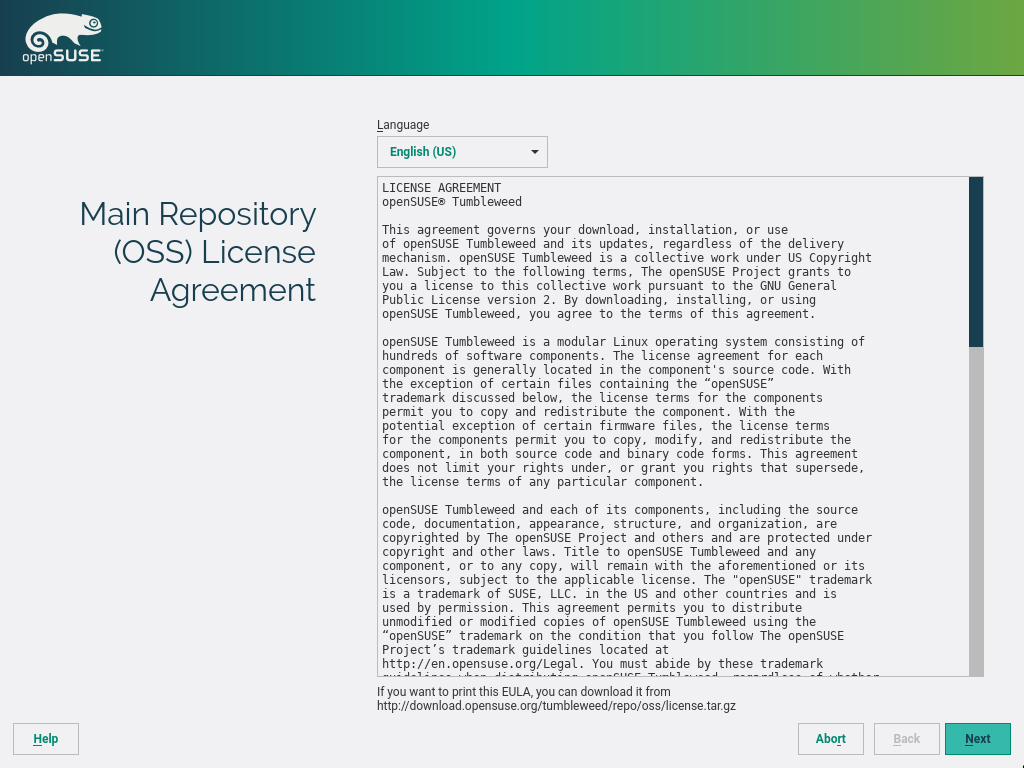 openSUSE
Language
English (US)
Main Repository
(OSS) License
Agreement
LICENSE AGREEMENT
openSUSE® Tumbleweed
This agreement governs your download, installation, or use
of openSUSE Tumbleweed and its updates, regardless of the delivery
mechanism. openSUSE Tumbleweed is a collective work under US Copyright
Law. Subject to the following terms, The openSUSE Project grants to
you a license to this collective work pursuant to the GNU General
Public License version 2. By downloading, installing, or using
openSUSE Tumbleweed, you agree to the terms of this agreement.
openSUSE Tumbleweed is a modular Linux operating system consisting of
hundreds of software components. The license agreement for each
component is generally located in the component's source code. With
the exception of certain files containing the “openSUSE”
trademark discussed below, the license terms for the components
permit you to copy and redistribute the component. With the
potential exception of certain firmware files, the license terms
for the components permit you to copy, modify, and redistribute the
component, in both source code and binary code forms. This agreement
does not limit your rights under, or grant you rights that supersede,
the license terms of any particular component.
openSUSE Tumbleweed and each of its components, including the source
code, documentation, appearance, structure, and organization, are
copyrighted by The openSUSE Project and others and are protected under
copyright and other laws. Title to openSUSE Tumbleweed and any
component, or to any copy, will remain with the aforementioned or its
licensors, subject to the applicable license. The "openSUSE" trademark
is a trademark of SUSE, LLC. in the US and other countries and is
used by permission. This agreement permits you to distribute
unmodified or modified copies of openSUSE Tumbleweed using the
“openSUSE” trademark on the condition that you follow The openSUSE
Project’s trademark guidelines located at
http://en.opensuse.org/Legal. You must abide by these trademark
guidelines when distributing openSUSE Tumbleweed, regardless of whether
If you want to print this EULA, you can download it from
http://download.opensuse.org/tumbleweed/repo/oss/license.tar.gz
Help
Abort
Back
Next